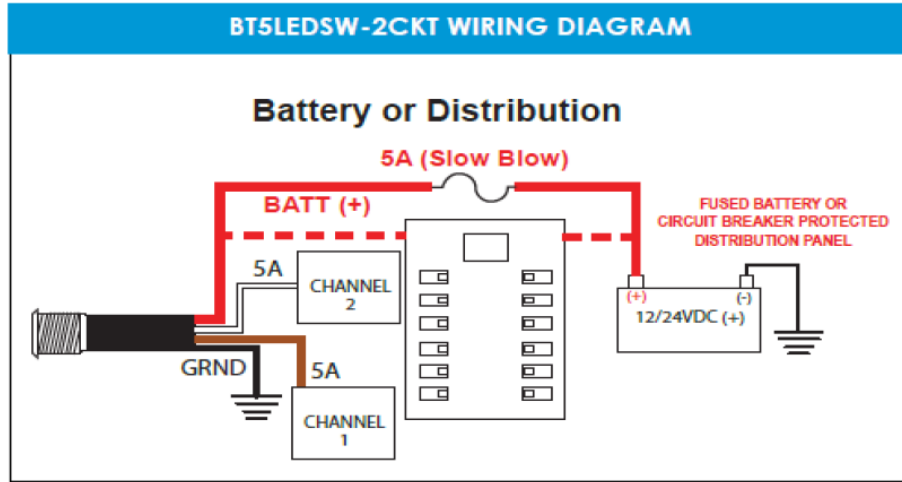 BT5LEDSW-2CKT WIRING DIAGRAM
Battery or Distribution
5A (Slow Blow)
BATT (+)
FUSED BATTERY OR
CIRCUIT BREAKER PROTECTED
DISTRIBUTION PANEL
5A
CHANNEL
2
(+)
(-)
12/24VDC (+)
GRND
5A
CHANNEL
1